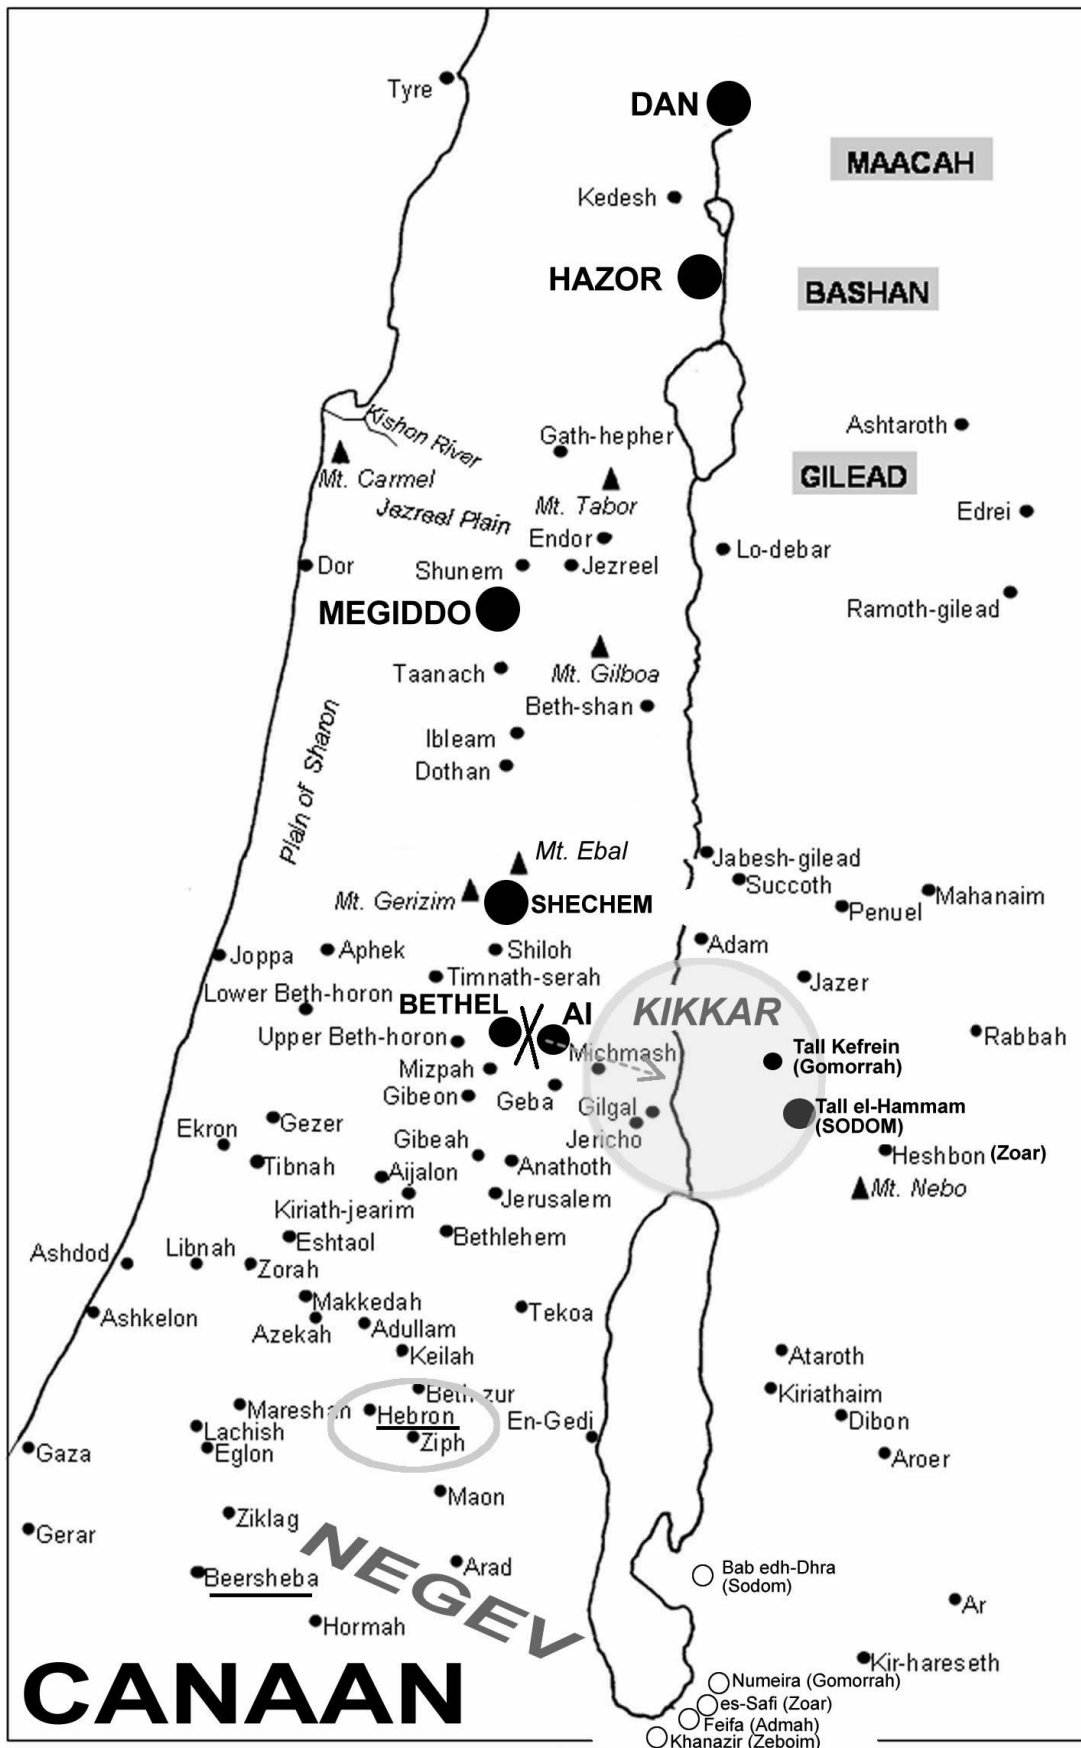 Tyre
DAN
MAACAH
Kedesh
HAZOR
BASHAN
Kishon River
Gath-hepher
Ashtaroth
Mt. Carmel
GILEAD
Mt. Tabor
Jezreel Plain
Edrei
Endor
Lo-debar
Dor
Shunem
Jezreel
MEGIDDO
Ramoth-gilead
Taanach
Mt. Gilboa
Beth-shan
Plain of Sharon
Ibleam
Dothan
Mt. Ebal
Jabesh-gilead
Succoth
Mahanaim
Mt. Gerizim
SHECHEM
Penuel
Joppa
Aphek
Shiloh
Adam
Timnath-serah
Jazer
Lower Beth-horon
BETHEL
AI
KIKKAR
Upper Beth-horon
Michmash
Rabbah
Tall Kefrein
(Gomorrah)
Mizpah
Gibeon
Geba
Gilgal
Tall el-Hammam
(SODOM)
Gezer
Ekron
Gibeah
Jericho
Heshbon (Zoar)
Tibnah
Aijalon
Anathoth
Mt. Nebo
Kiriath-jearim
Jerusalem
Eshtaol
Bethlehem
Ashdod
Libnah
Zorah
Makkedah
Ashkelon
Azekah
Adullam
Tekoa
Keilah
Ataroth
Beth-zur
Kiriathaim
Mareshah
Hebron
En-Gedi
Dibon
Lachish
Ziph
Gaza
Eglon
Aroer
Maon
Ziklag
Gerar
NEGEV
Arad
Bab edh-Dhra
(Sodom)
Beersheba
Ar
Hormah
Kir-hareseth
CANAAN
Numeira (Gomorrah)
es-Safi (Zoar)
Feifa (Admah)
Khanazir (Zeboim)